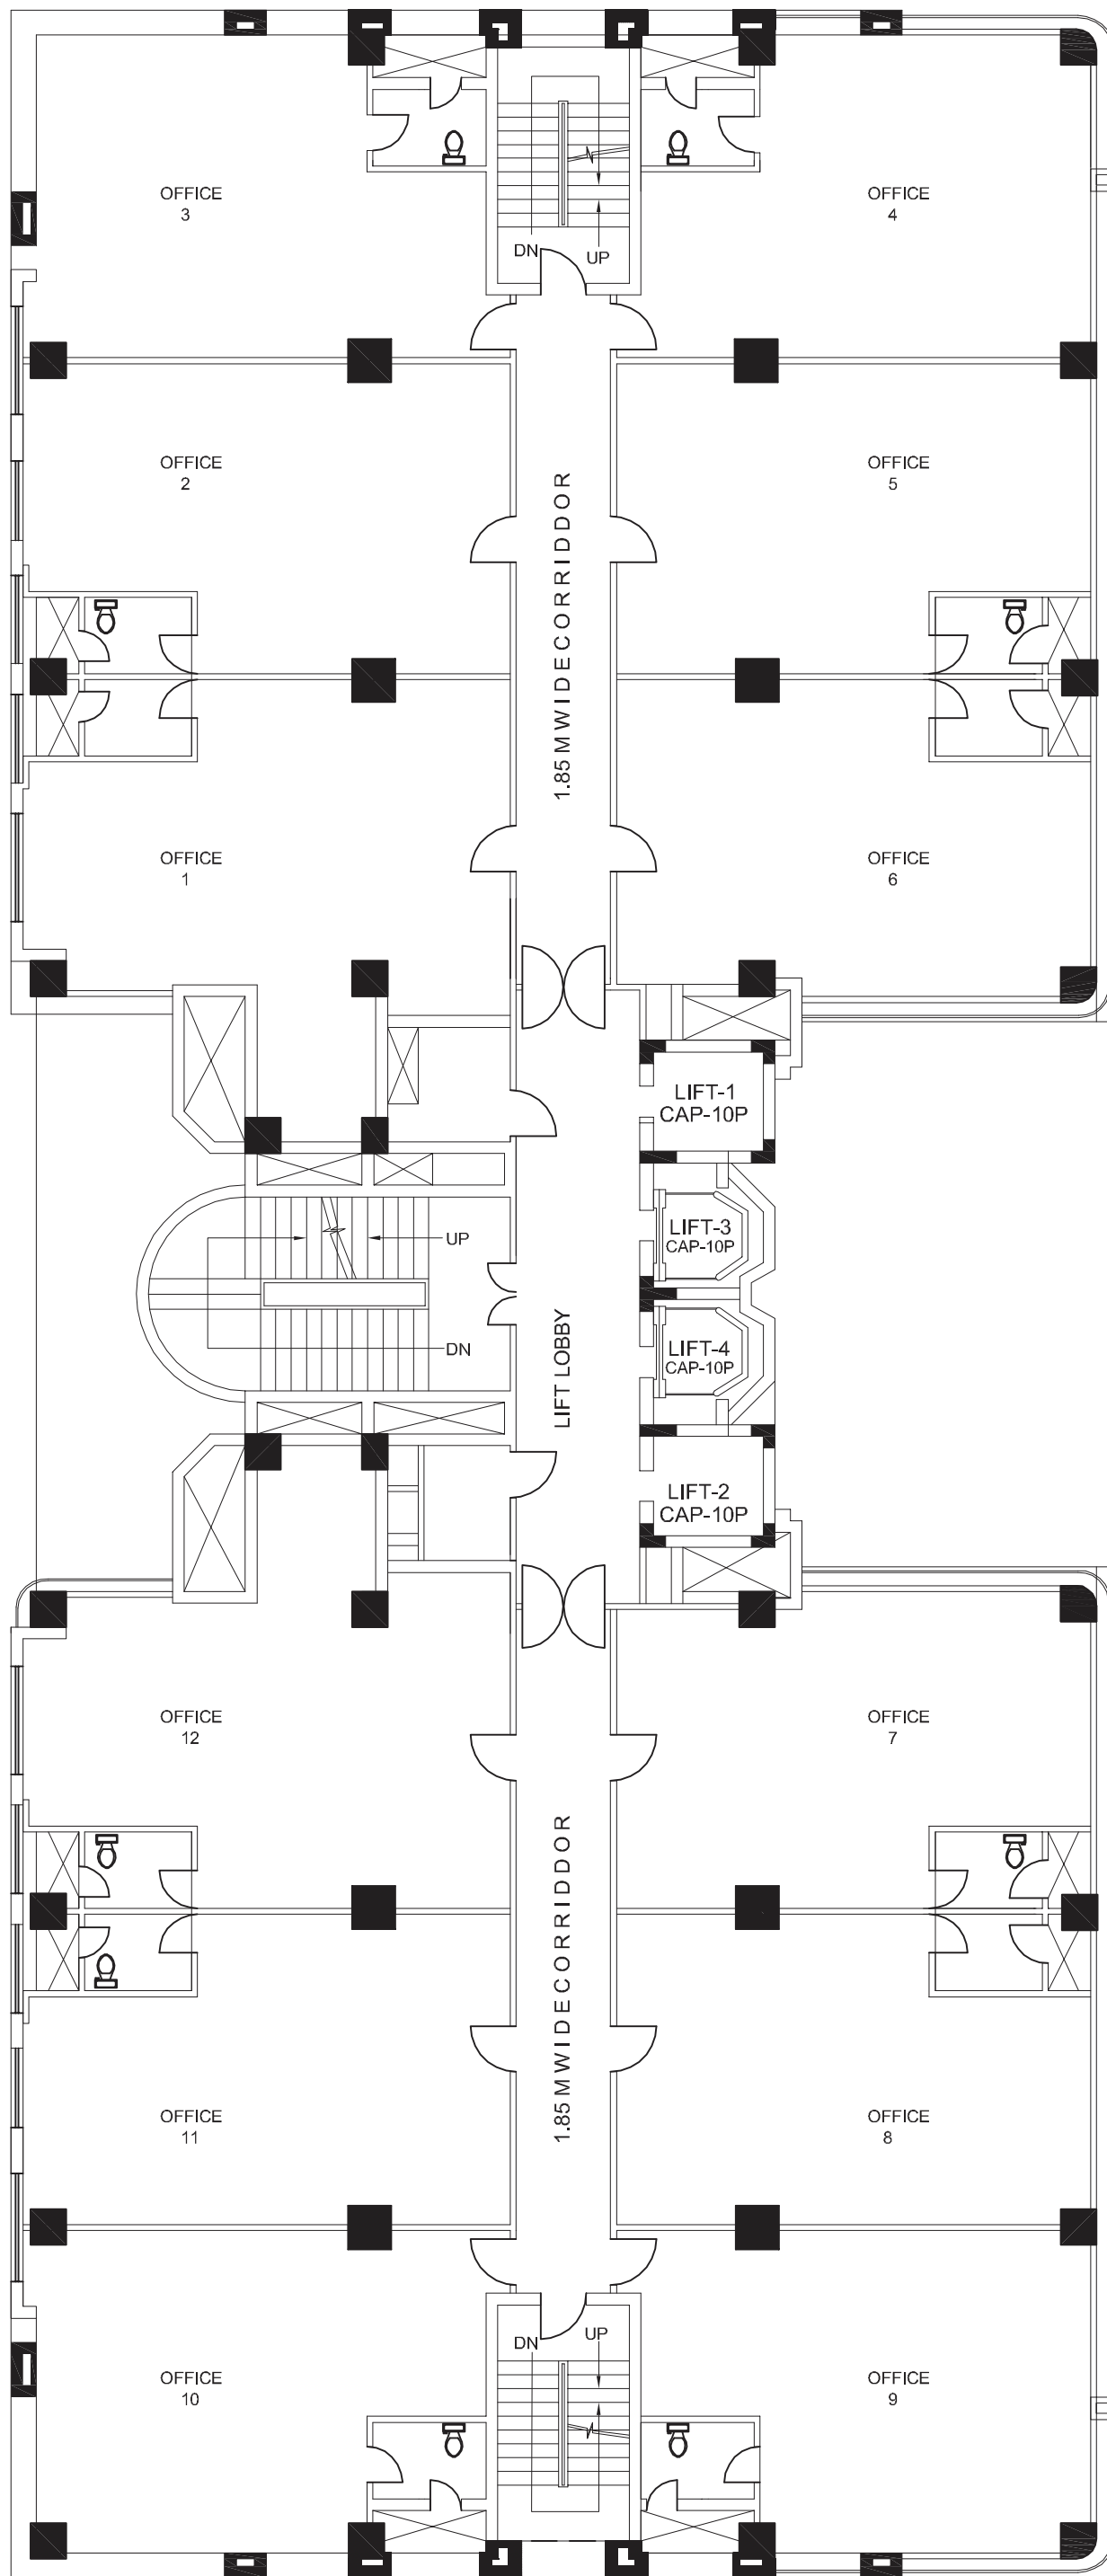 OFFICE
3
OFFICE
4
DN
UP
OFFICE
2
OFFICE
5
1.85 M WIDE CORRIDDOR
OFFICE
1
OFFICE
6
LIFT-1
CAP-10P
LIFT-3
CAP-10P
UP
DN
LIFT LOBBY
LIFT-4
CAP-10P
LIFT-2
CAP-10P
OFFICE
12
OFFICE
7
1.85 M WIDE CORRIDDOR
OFFICE
11
OFFICE
8
DN
UP
OFFICE
10
OFFICE
9